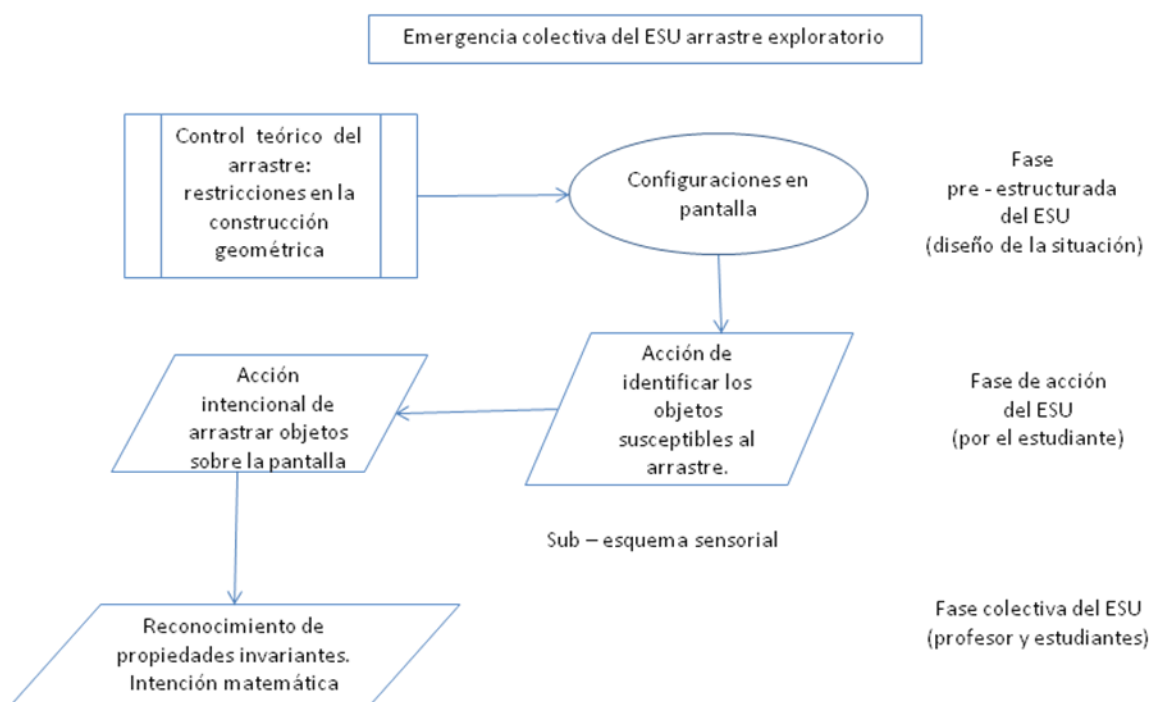 Emergencia colectiva del ESU arrastre exploratorio
Control teórico del
arrastre:
restricciones en la
construcción
geométrica
Configuraciones en
pantalla
Fase
pre - estructurada
del ESU
(diseño de la situación)
Acción
intencional de
arrastrar objetos
sobre la pantalla
Acción de
identificar los
objetos
susceptibles al
arrastre.
Fase de acción
del ESU
(por el estudiante)
Sub – esquema sensorial
Reconocimiento de
propiedades invariantes.
Intención matemática
Fase colectiva del ESU
(profesor y estudiantes)